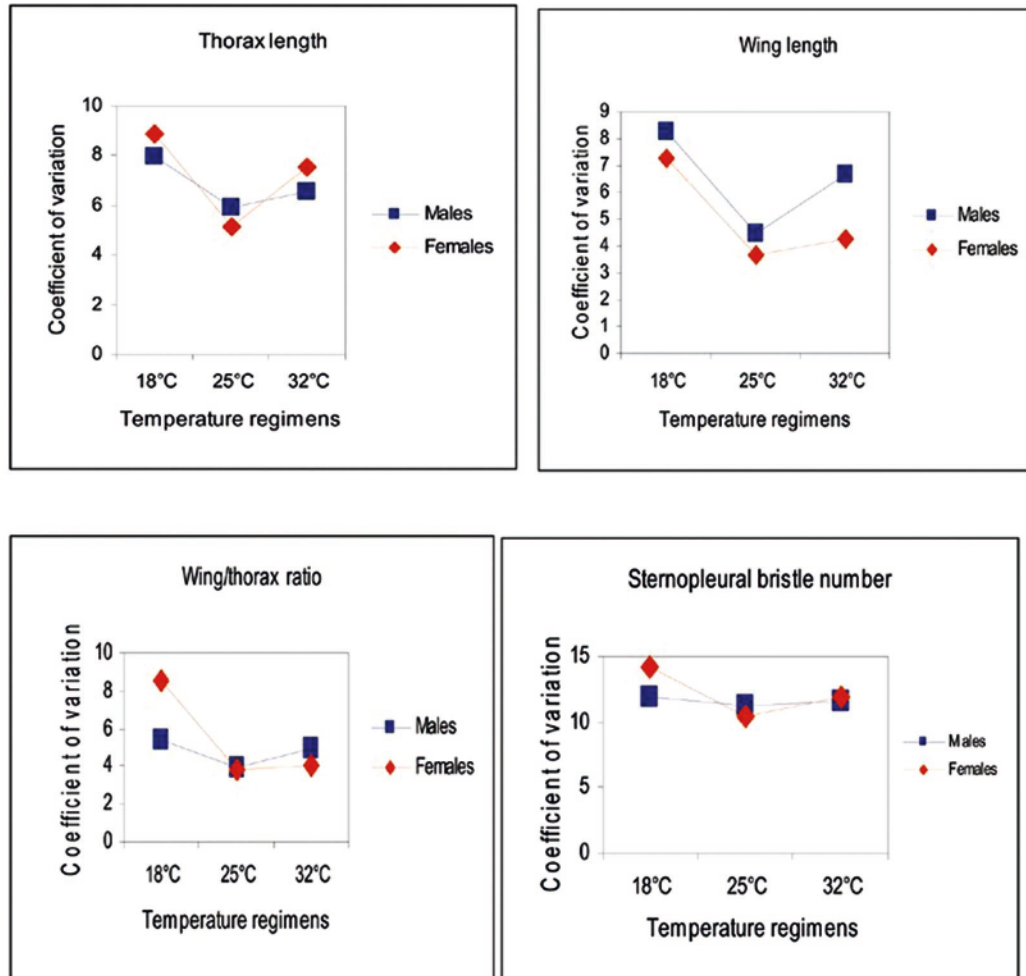 Thorax length
Coefficient of variation
10
8
6
4
2
0
18°C 25°C 32°C
Temperature regimens
Males
Females
Wing length
Coefficient of variation
9
8
7
6
5
4
3
2
1
0
18°C 25°C 32°C
Temperature regimens
Males
Females
Wing/thorax ratio
Coefficient of variation
10
8
6
4
2
0
18°C 25°C 32°C
Temperature regimens
Males
Females
Sternopleural bristle number
Coefficient of variation
15
10
5
0
18°C 25°C 32°C
Temperature regimens
Males
Females